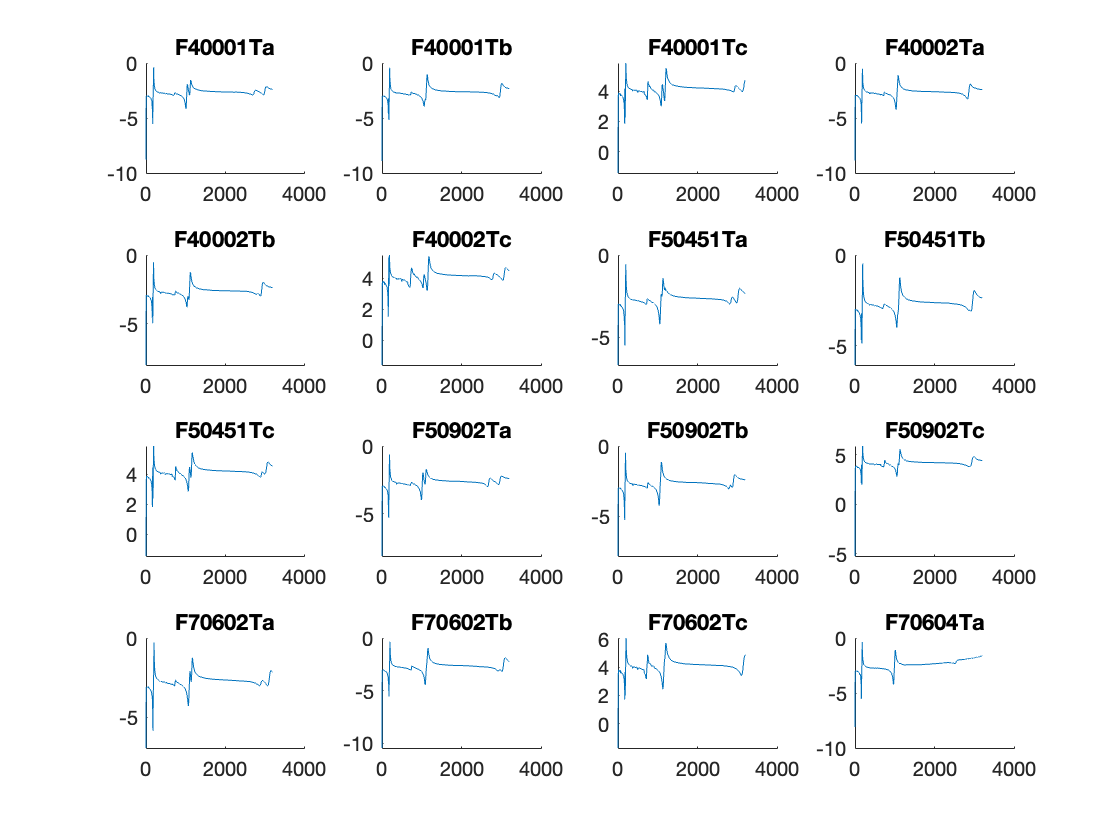 F40001Ta F40001Tb F40001Tc F40002Ta
0 0 4 0
-5 -5 2 -5
-10 -10 0 -10
0 2000 4000 0 2000 4000 0 2000 4000 0 2000 4000
F40002Tb F40002Tc F50451Ta F50451Tb
0 4 0 0
-5 2 -5 -5
0
0 2000 4000 0 2000 4000 0 2000 4000 0 2000 4000
F50451Tc F50902Ta F50902Tb F50902Tc
4 0 0 5
2 -5 -5 0
0 -5
0 2000 4000 0 2000 4000 0 2000 4000 0 2000 4000
F70602Ta F70602Tb F70602Tc F70604Ta
0 0 6 0
-5 -5 4 -5
-10 2 -10
0
0 2000 4000 0 2000 4000 0 2000 4000 0 2000 4000